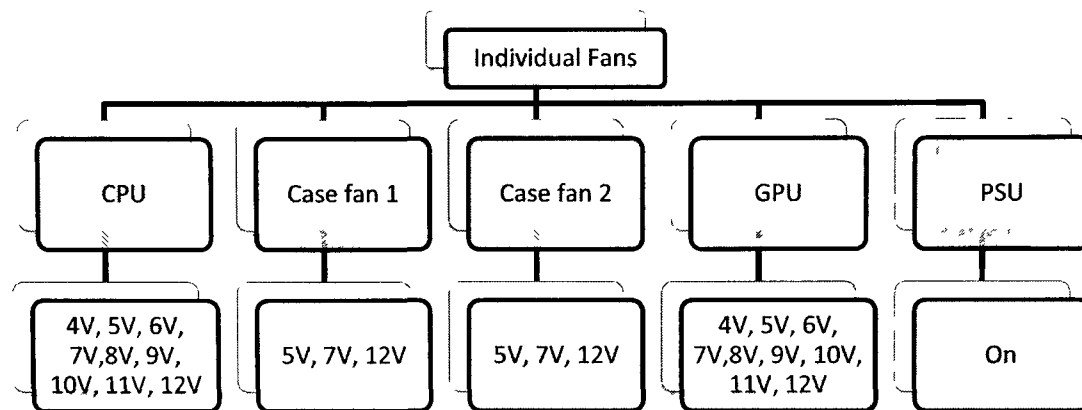 Individual Fans
CPU
Case fan 1
Case fan 2
GPU
PSU
4V, 5V, 6V,
7V,8V, 9V,
10V, 11V, 12V
5V, 7V, 12V
5V, 7V, 12V
4V, 5V, 6V,
7V,8V, 9V, 10V,
11V, 12V
On